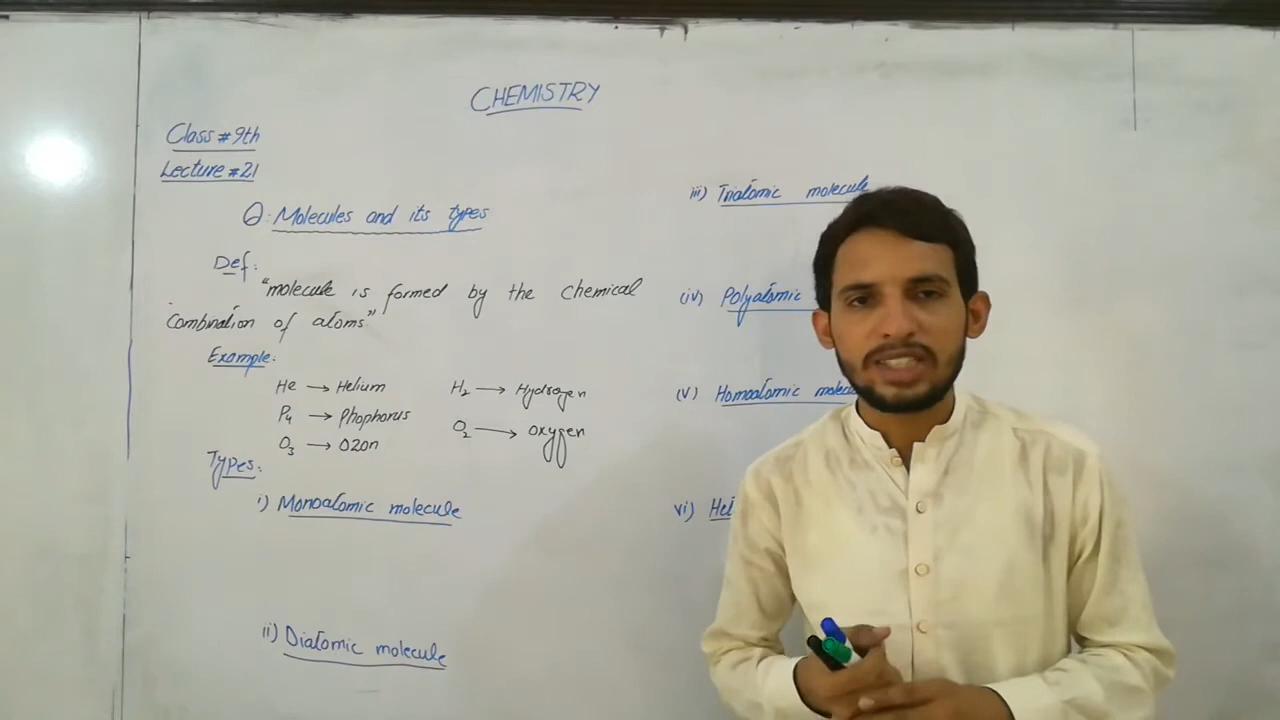 CHEMISTRY
Class # 9th
Lecture # 21
Q: Molecules and its types
Def:
"molecule is formed by the chemical
Combination of atoms"
Example:
He → Helium
P4 → Phophorus
O3 → Ozon
H2 → Hydrogen
O2 → Oxygen
Types:
i) Monoatomic molecule
ii) Diatomic molecule
iii) Triatomic molecule
(iv) Polyatomic
(V) Homoatomic
vi)